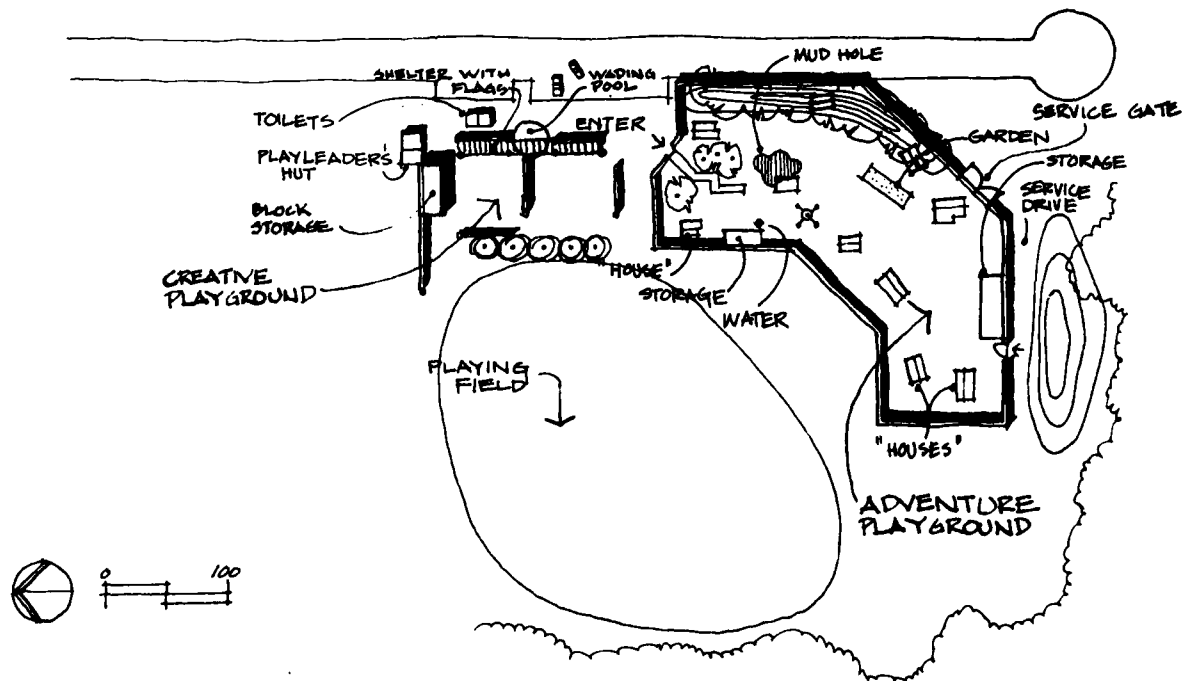 MUD HOLE
SHELTER WITH
FLAGS
WADING
POOL
TOILETS
ENTER
SERVICE GATE
GARDEN
STORAGE
PLAYLEADERS'
HUT
SERVICE
DRIVE
BLOCK
STORAGE
CREATIVE
PLAYGROUND
"HOUSE"
STORAGE
WATER
PLAYING
FIELD
"HOUSES"
ADVENTURE
PLAYGROUND
0 100